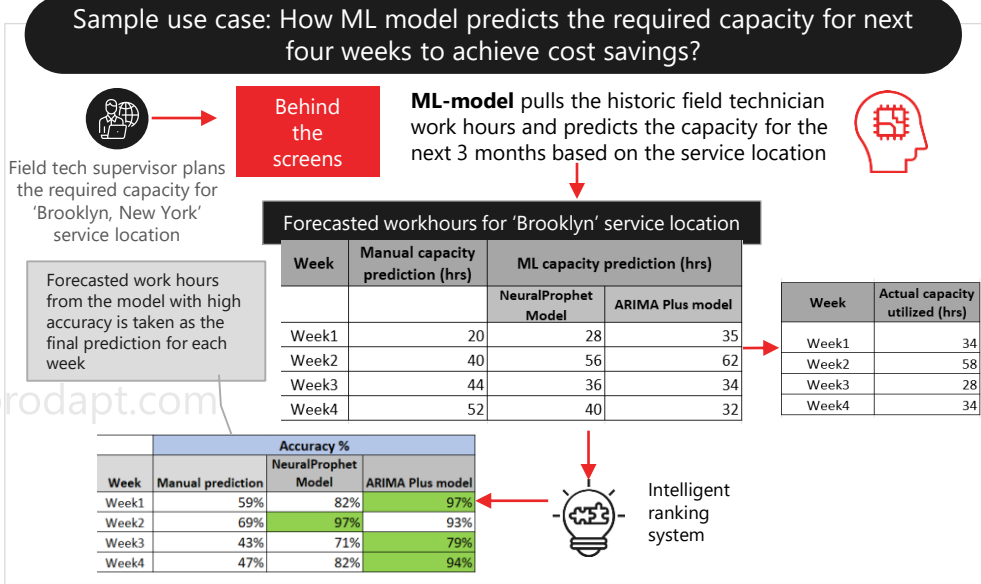 Sample use case: How ML model predicts the required capacity for next
four weeks to achieve cost savings?
Behind
the
screens
ML-model pulls the historic field technician
work hours and predicts the capacity for the
next 3 months based on the service location
Field tech supervisor plans
the required capacity for
‘Brooklyn, New York’
service location
Forecasted workhours for ‘Brooklyn’ service location
Week Manual capacity prediction (hrs) ML capacity prediction (hrs)
NeuralProphet Model ARIMA Plus model
Week1 20 28 35
Week2 40 56 62
Week3 44 36 34
Week4 52 40 32
Week Actual capacity utilized (hrs)
Week1 34
Week2 58
Week3 28
Week4 34
Forecasted work hours
from the model with high
accuracy is taken as the
final prediction for each
week
rodapt.com
Accuracy %
Week Manual prediction NeuralProphet Model ARIMA Plus model
Week1 59% 82% 97%
Week2 69% 97% 93%
Week3 43% 71% 79%
Week4 47% 82% 94%
Intelligent
ranking
system